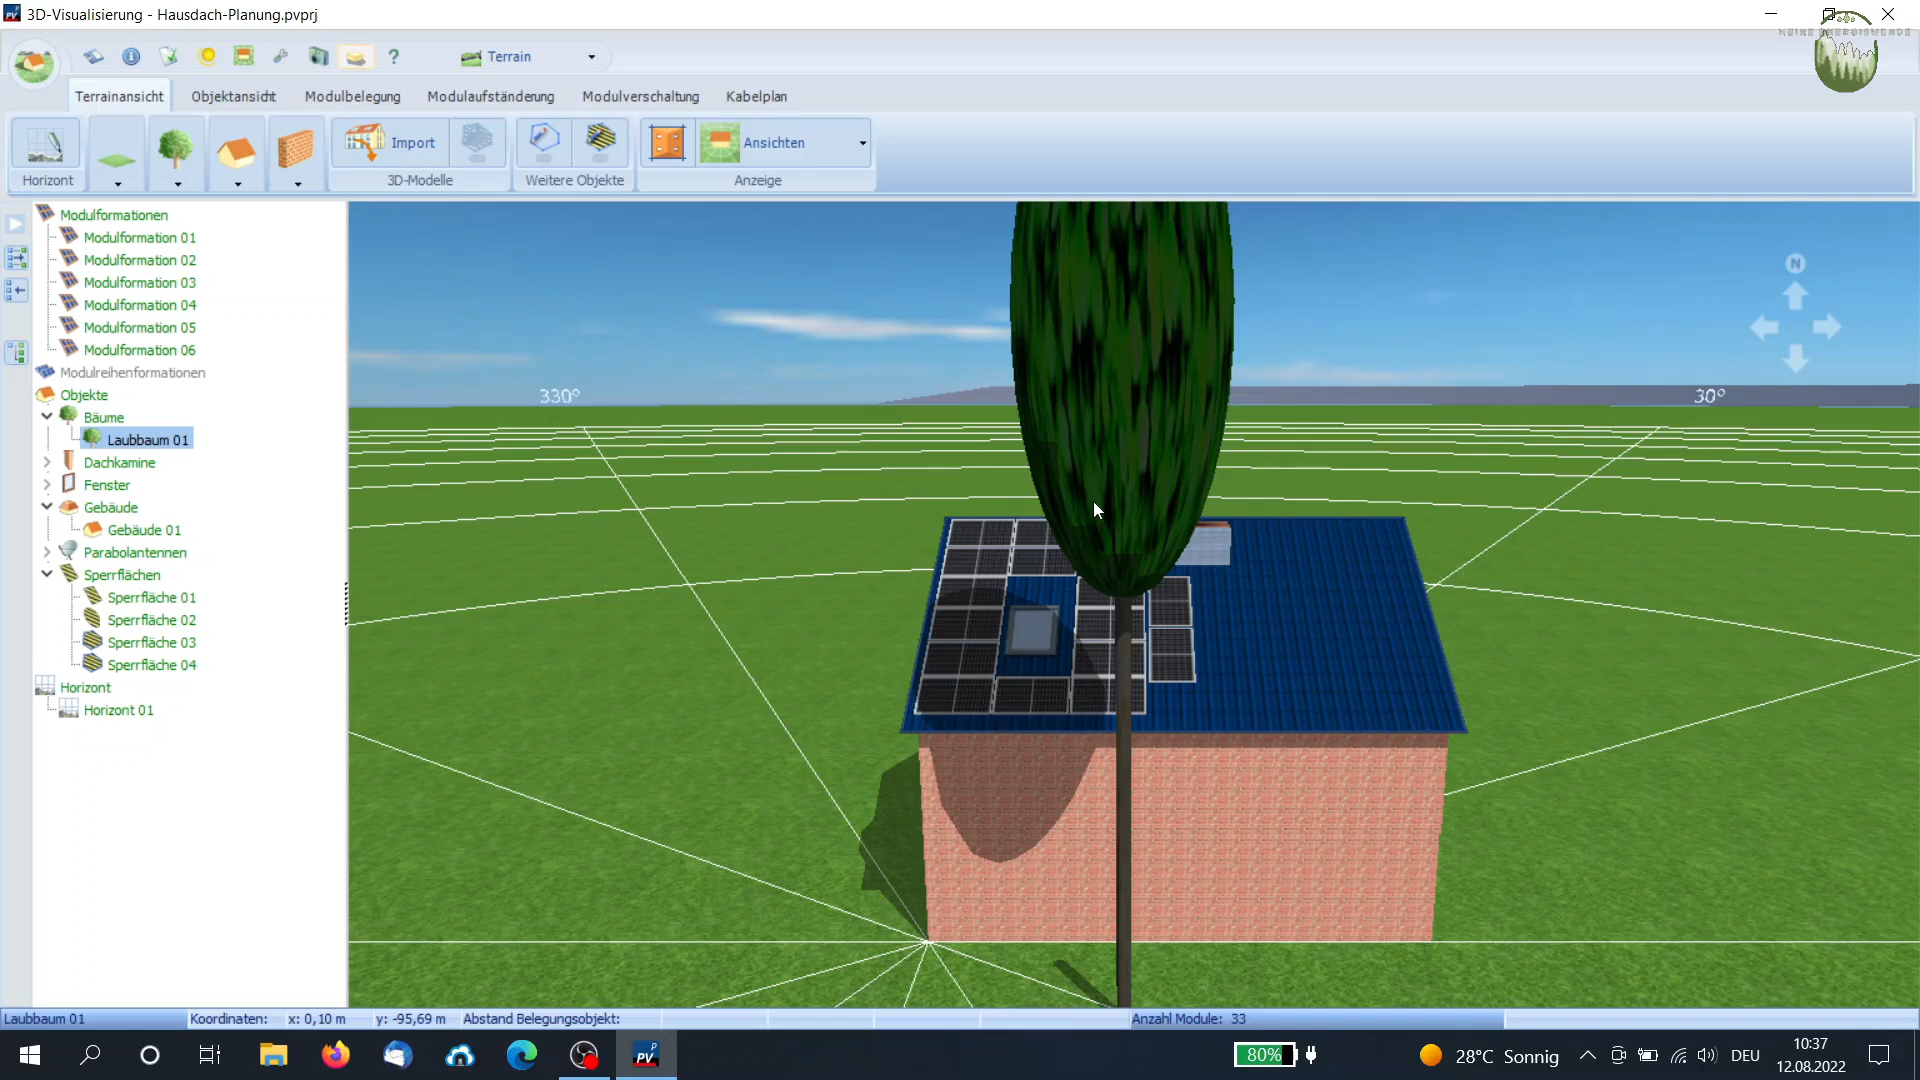 3D-Visualisierung - Hausdach-Planung.pvprj
MEINE ENERGIEWENDE
Terrain
Terrainansicht
Objektansicht
Modulbelegung
Modulaufständerung
Modulverschaltung
Kabelplan
Import
Ansichten
Horizont
3D-Modelle
Weitere Objekte
Anzeige
Modulformationen
Modulformation 01
Modulformation 02
Modulformation 03
Modulformation 04
Modulformation 05
Modulformation 06
Modulreihenformationen
Objekte
Bäume
Laubbaum 01
Dachkamine
Fenster
Gebäude
Gebäude 01
Parabolantennen
Sperrflächen
Sperrfläche 01
Sperrfläche 02
Sperrfläche 03
Sperrfläche 04
Horizont
Horizont 01
N
330°
30°
Laubbaum 01
Koordinaten: x: 0,10 m y: -95,69 m Abstand Belegungsobjekt:
Anzahl Module: 33
PV
80%
28°C Sonnig
DEU
10:37
12.08.2022